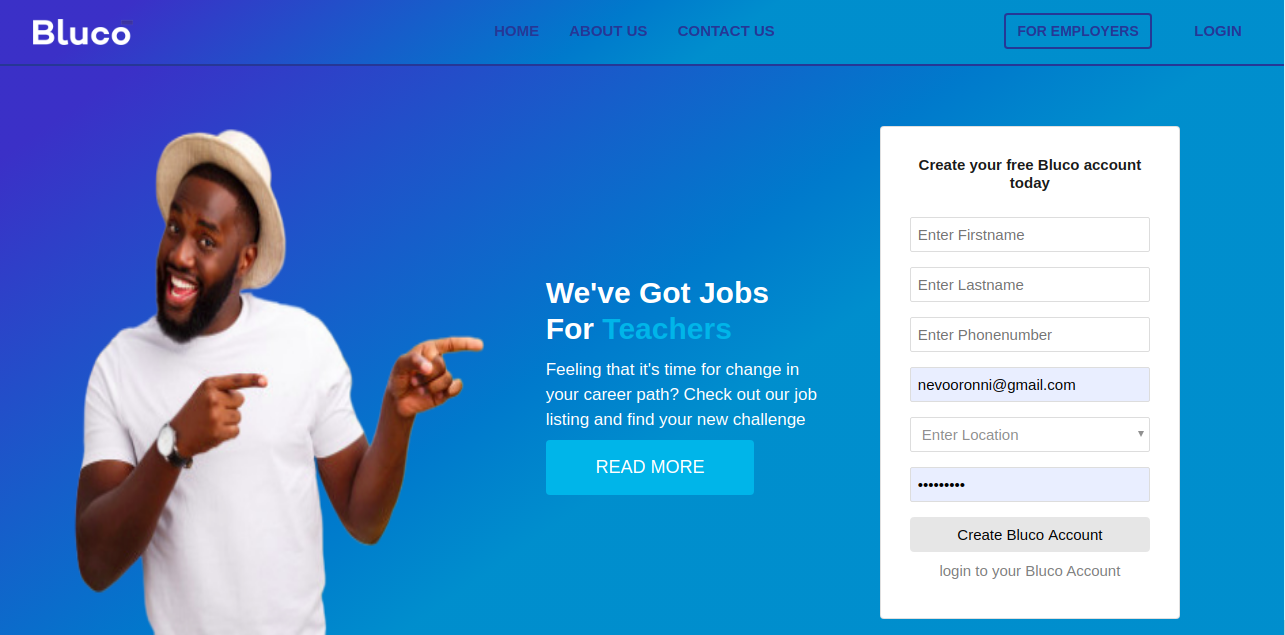 Bluco
HOME
ABOUT US
CONTACT US
FOR EMPLOYERS
LOGIN
We've Got Jobs
For Teachers
Feeling that it's time for change in
your career path? Check out our job
listing and find your new challenge
READ MORE
Create your free Bluco account
today
Enter Firstname
Enter Lastname
Enter Phonenumber
nevooronni@gmail.com
Enter Location
•••••••••
Create Bluco Account
login to your Bluco Account